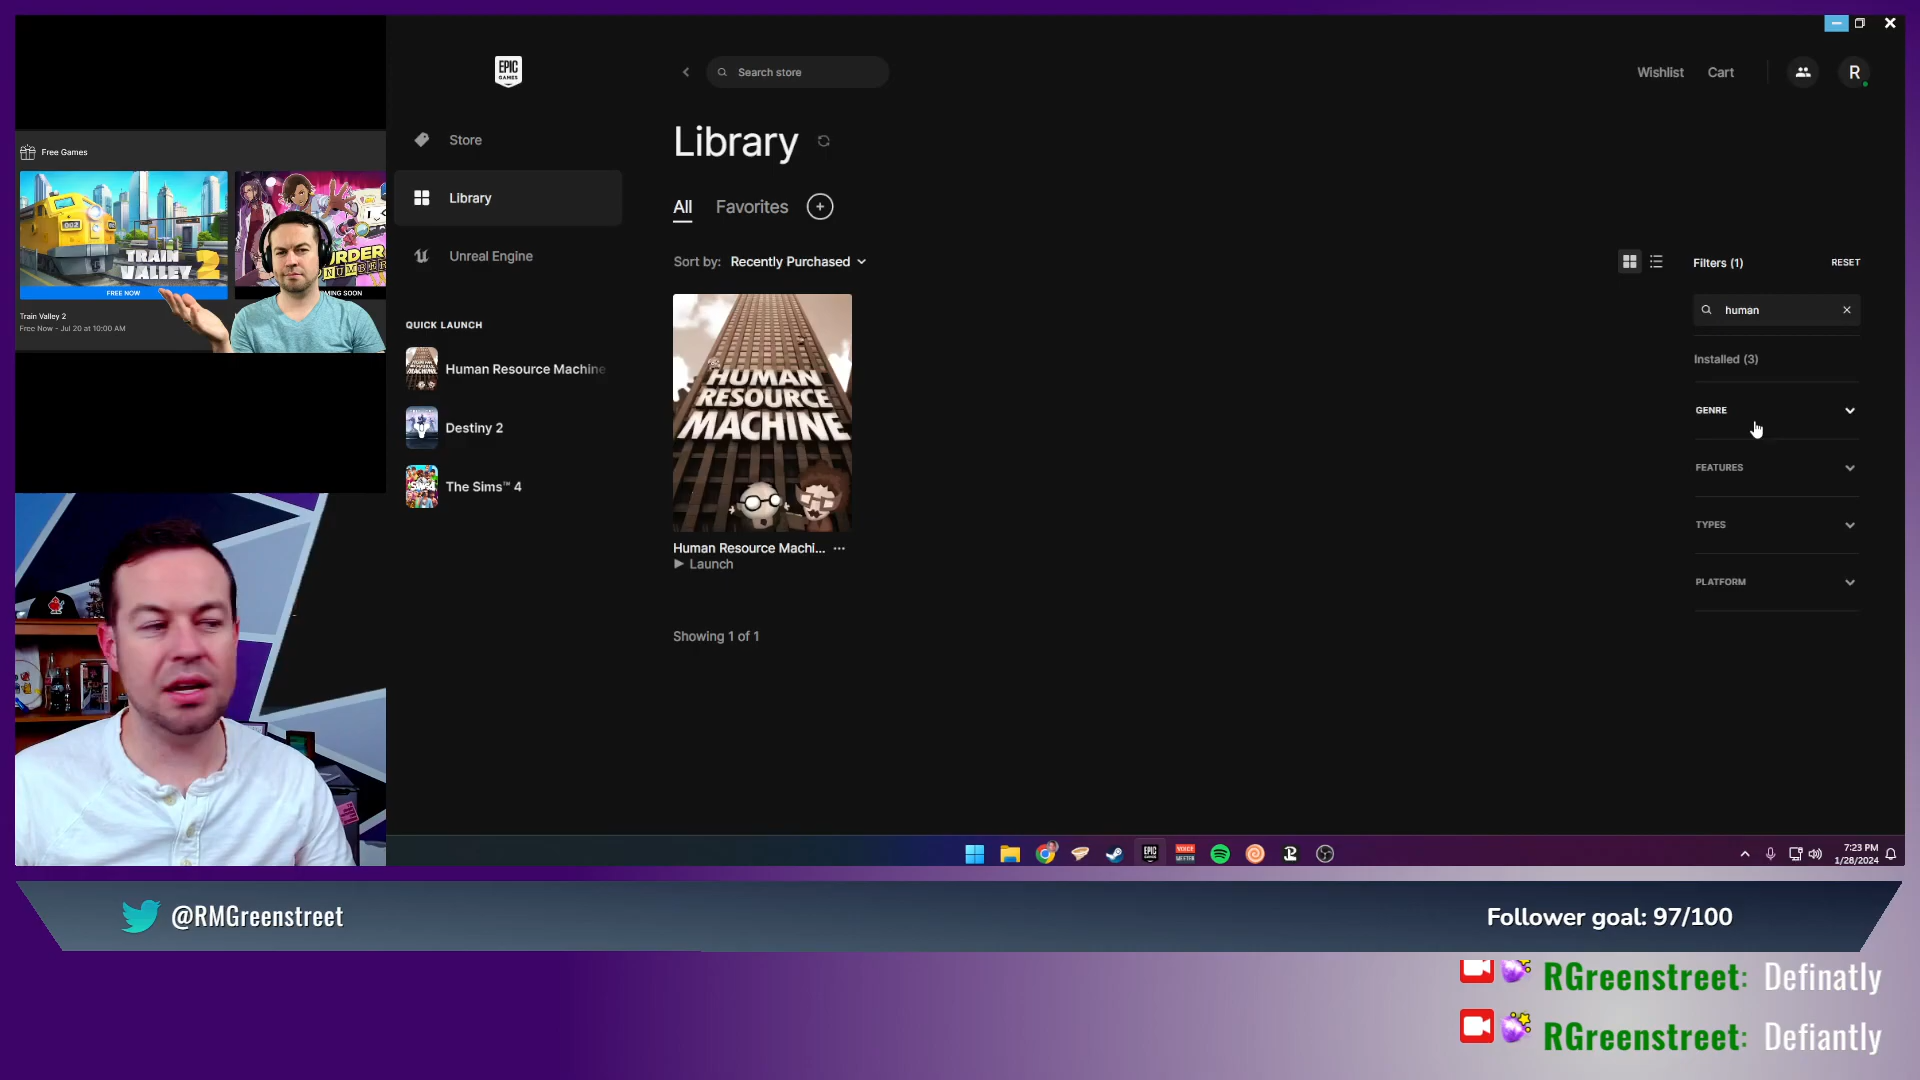 Free Games
TRAIN VALLEY 2
FREE NOW
Train Valley 2
Free Now - Jul 20 at 10:00 AM
EPIC GAMES
Search store
Wishlist
Cart
R
Store
Library
Unreal Engine
QUICK LAUNCH
Human Resource Machine
Destiny 2
The Sims™ 4
Library
All
Favorites
Sort by: Recently Purchased
HUMAN
RESOURCE
MACHINE
Human Resource Machi...
Launch
Showing 1 of 1
Filters (1)
RESET
human
Installed (3)
GENRE
FEATURES
TYPES
PLATFORM
7:23 PM
1/28/2024
@RMGreenstreet
Follower goal: 97/100
RGreenstreet: Definatly
RGreenstreet: Defiantly